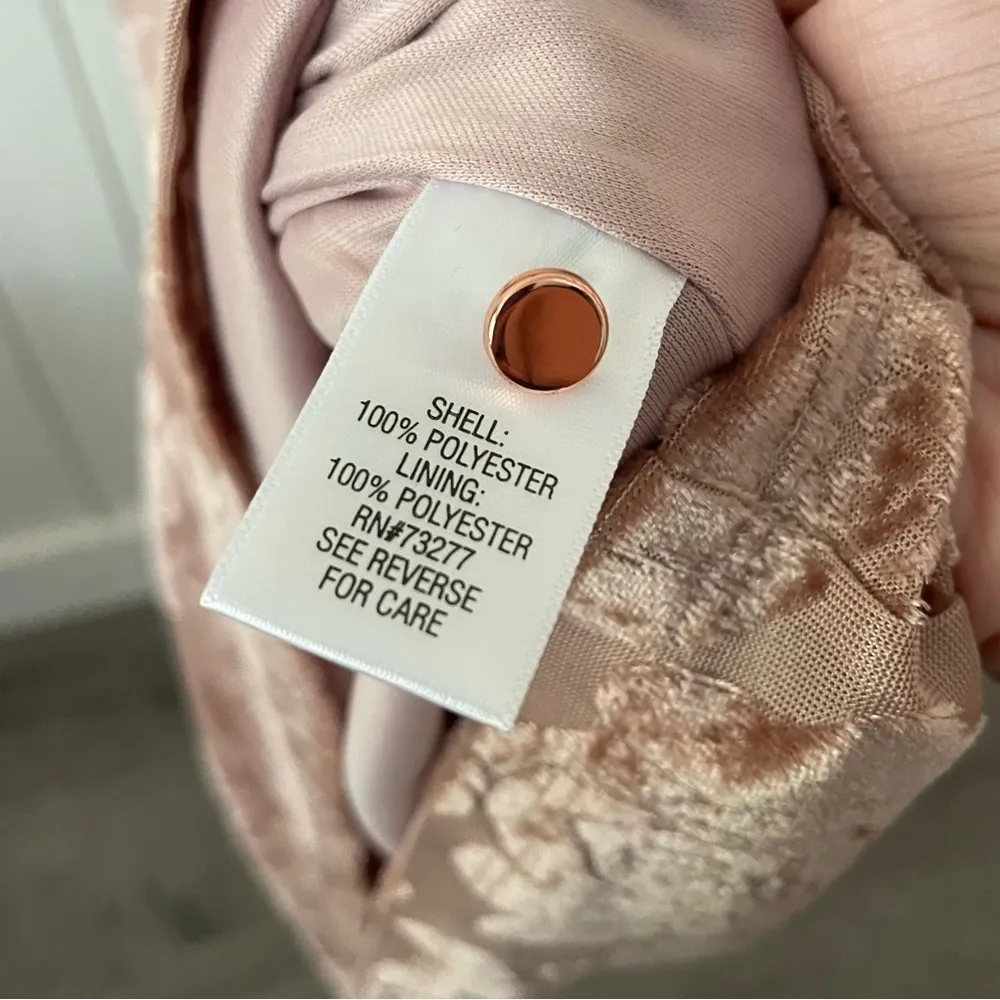 SHELL:
100% POLYESTER
LINING:
100% POLYESTER
RN#73277
SEE REVERSE
FOR CARE